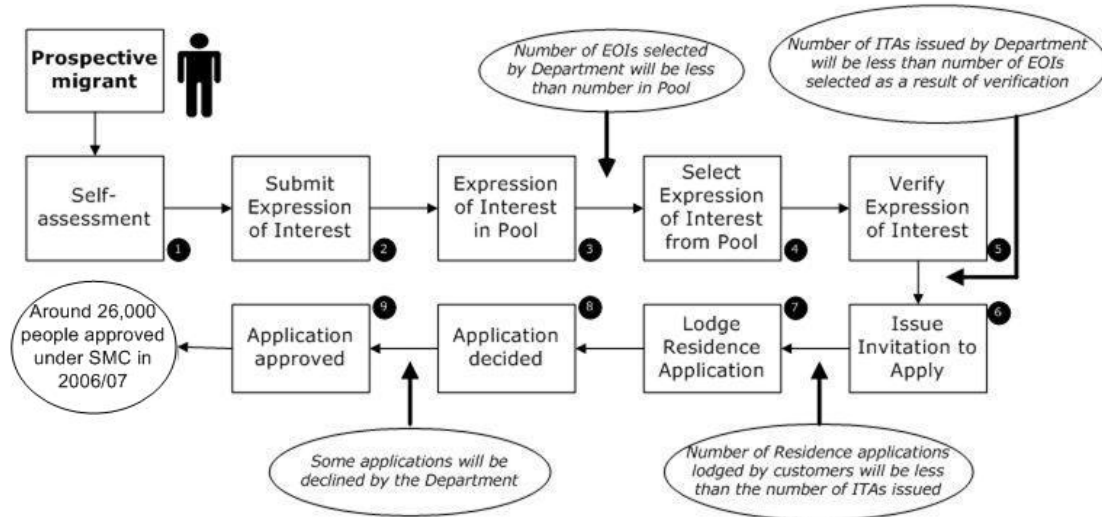 Prospective
migrant
Number of EOIs selected
by Department will be less
than number in Pool
Number of ITAs issued by Department
will be less than number of EOIs
selected as a result of verification
Self-
assessment
1
Submit
Expression
of Interest
2
Expression
of Interest
in Pool
3
Select
Expression
of Interest
from Pool
4
Verify
Expression
of Interest
5
Issue
Invitation to
Apply
6
Lodge
Residence
Application
7
Application
decided
8
Application
approved
9
Around 26,000
people approved
under SMC in
2006/07
Some applications will be
declined by the Department
Number of Residence applications
lodged by customers will be less
than the number of ITAs issued